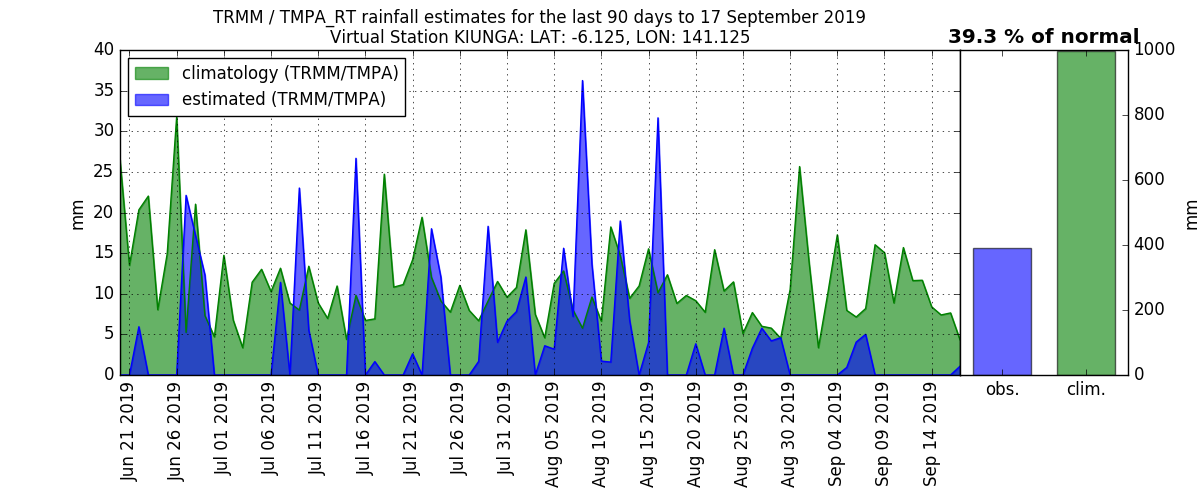 TRMM / TMPA_RT rainfall estimates for the last 90 days to 17 September 2019
Virtual Station KIUNGA: LAT: -6.125, LON: 141.125
39.3 % of normal
climatology (TRMM/TMPA)
estimated (TRMM/TMPA)
40
35
30
25
20
15
10
5
0
mm
1000
800
600
400
200
0
mm
Jun 21 2019
Jun 26 2019
Jul 01 2019
Jul 06 2019
Jul 11 2019
Jul 16 2019
Jul 21 2019
Jul 26 2019
Jul 31 2019
Aug 05 2019
Aug 10 2019
Aug 15 2019
Aug 20 2019
Aug 25 2019
Aug 30 2019
Sep 04 2019
Sep 09 2019
Sep 14 2019
obs.
clim.